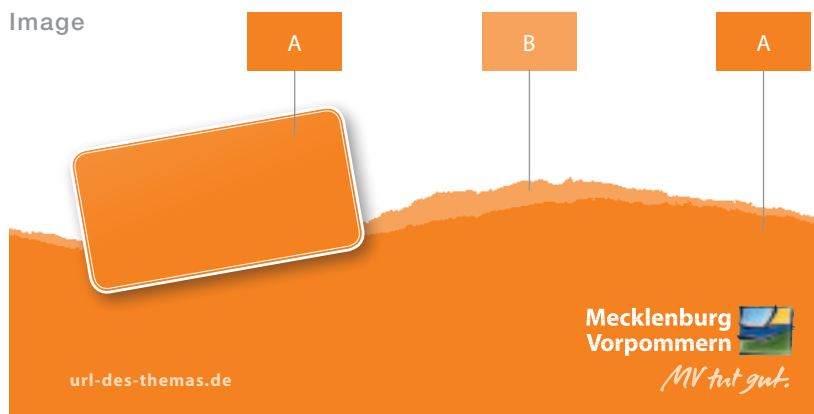 Image
A
B
A
Mecklenburg
Vorpommern
MV tut gut.
url-des-themas.de